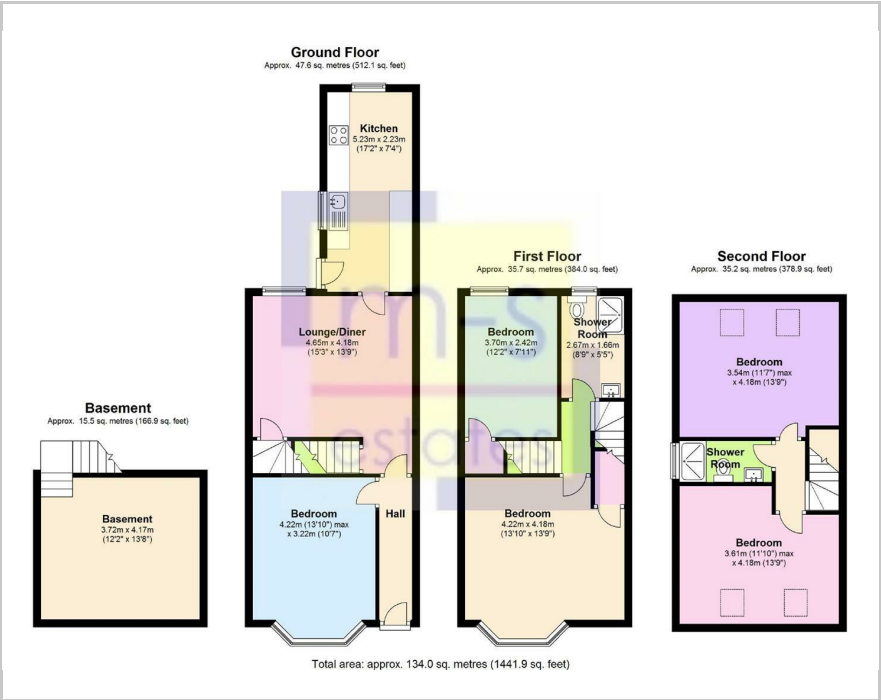 Ground Floor
Approx. 47.6 sq. metres (512.1 sq. feet)
Kitchen
5.23m x 2.23m
(17'2" x 7'4")
Lounge/Diner
4.65m x 4.18m
(15'3" x 13'9")
Bedroom
4.22m (13'10") max
x 3.22m (10'7")
Hall
First Floor
Approx. 35.7 sq. metres (384.0 sq. feet)
Bedroom
3.70m x 2.42m
(12'2" x 7'11")
Shower
Room
2.67m x 1.66m
(8'9" x 5'5")
Bedroom
4.22m x 4.18m
(13'10" x 13'9")
Second Floor
Approx. 35.2 sq. metres (378.9 sq. feet)
Bedroom
3.54m (11'7") max
x 4.18m (13'9")
Shower
Room
Bedroom
3.61m (11'10") max
x 4.18m (13'9")
Basement
Approx. 15.5 sq. metres (166.9 sq. feet)
Basement
3.72m x 4.17m
(12'2" x 13'8")
m-s
estates
Total area: approx. 134.0 sq. metres (1441.9 sq. feet)